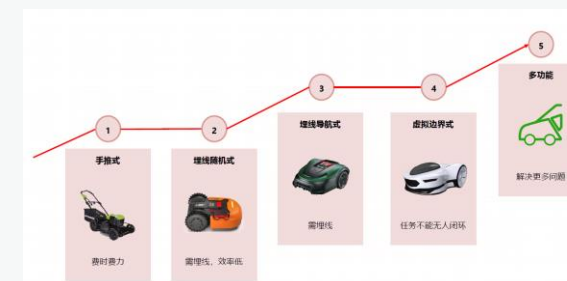 1
手推式
费时费力
2
埋线随机式
需埋线、效率低
3
埋线导航式
需埋线
4
虚拟边界式
任务不能无人闭环
5
多功能
解决更多问题